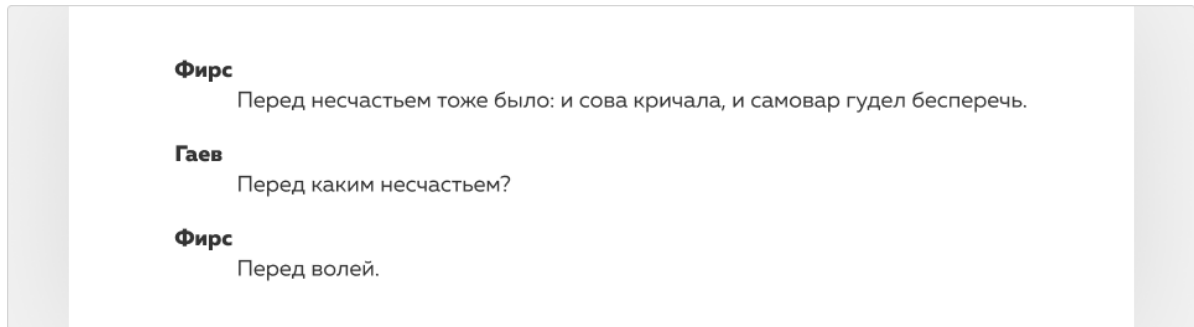 Фирс
Перед несчастьем тоже было: и сова кричала, и самовар гудел бесперечь.
Гаев
Перед каким несчастьем?
Фирс
Перед волей.